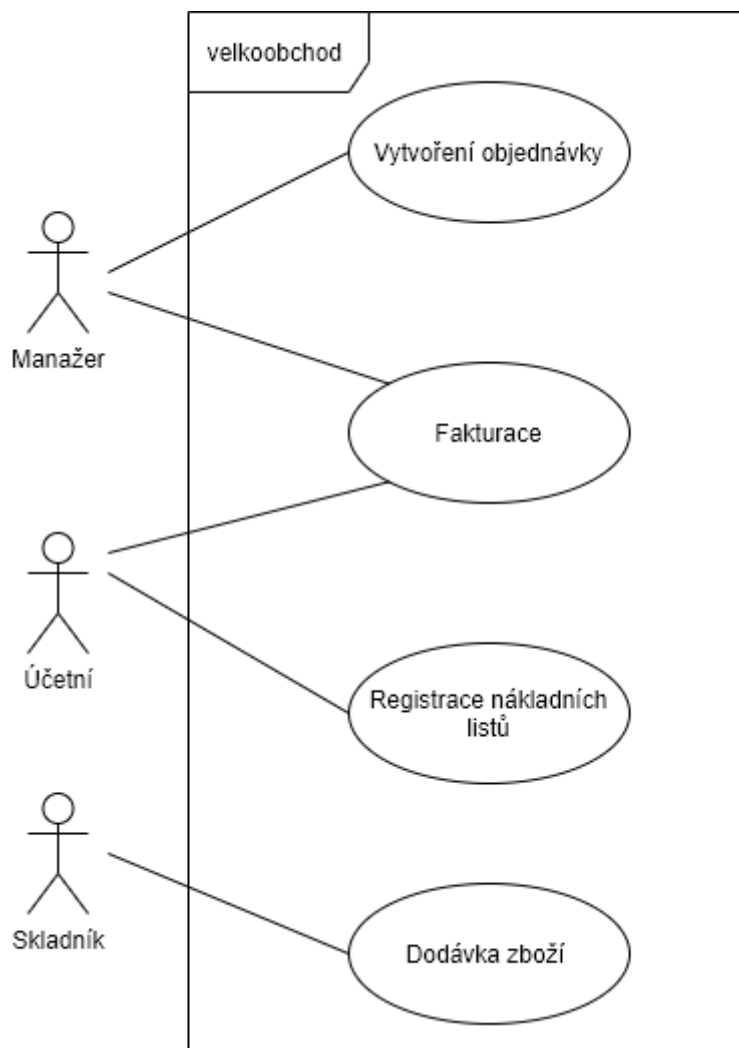 velkoobchod
Vytvoření objednávky
Manažer
Fakturace
Účetní
Registrace nákladních
listů
Skladník
Dodávka zboží